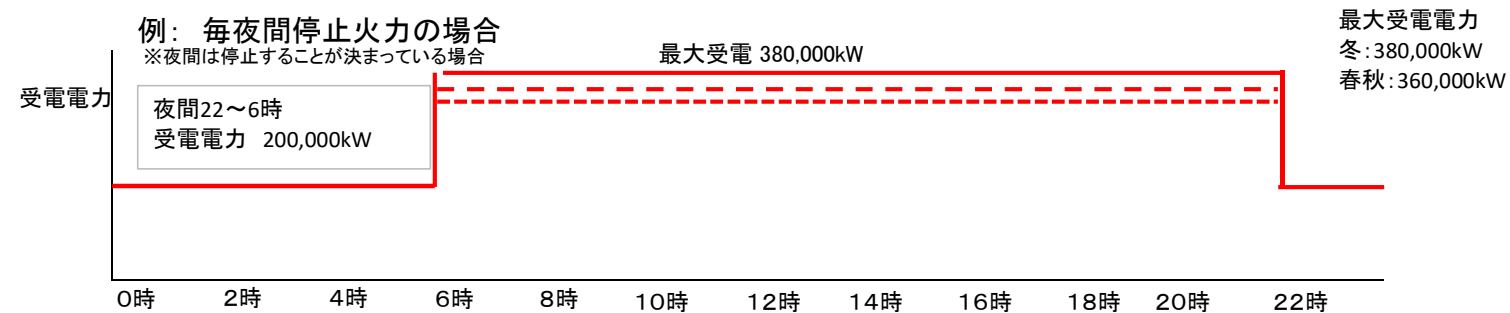 例： 毎夜間停止火力の場合
※夜間は停止することが決まっている場合
最大受電 380,000kW
最大受電電力
冬：380,000kW
春秋：360,000kW
受電電力
夜間22～6時
受電電力 200,000kW
0時 2時 4時 6時 8時 10時 12時 14時 16時 18時 20時 22時